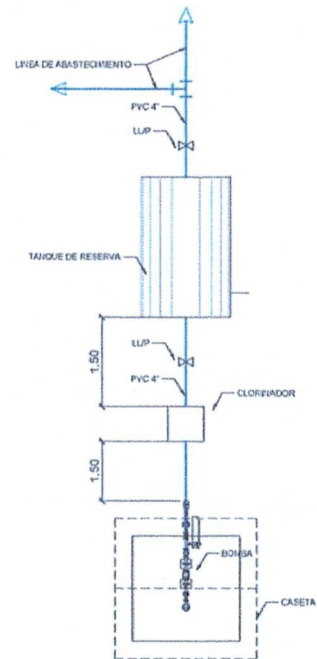 LINEA DE ABASTECIMIENTO
PVC 4"
LL/P
TANQUE DE RESERVA
LL/P
1.50
PVC 4"
CLORINADOR
1.50
BOMBA
CASETA